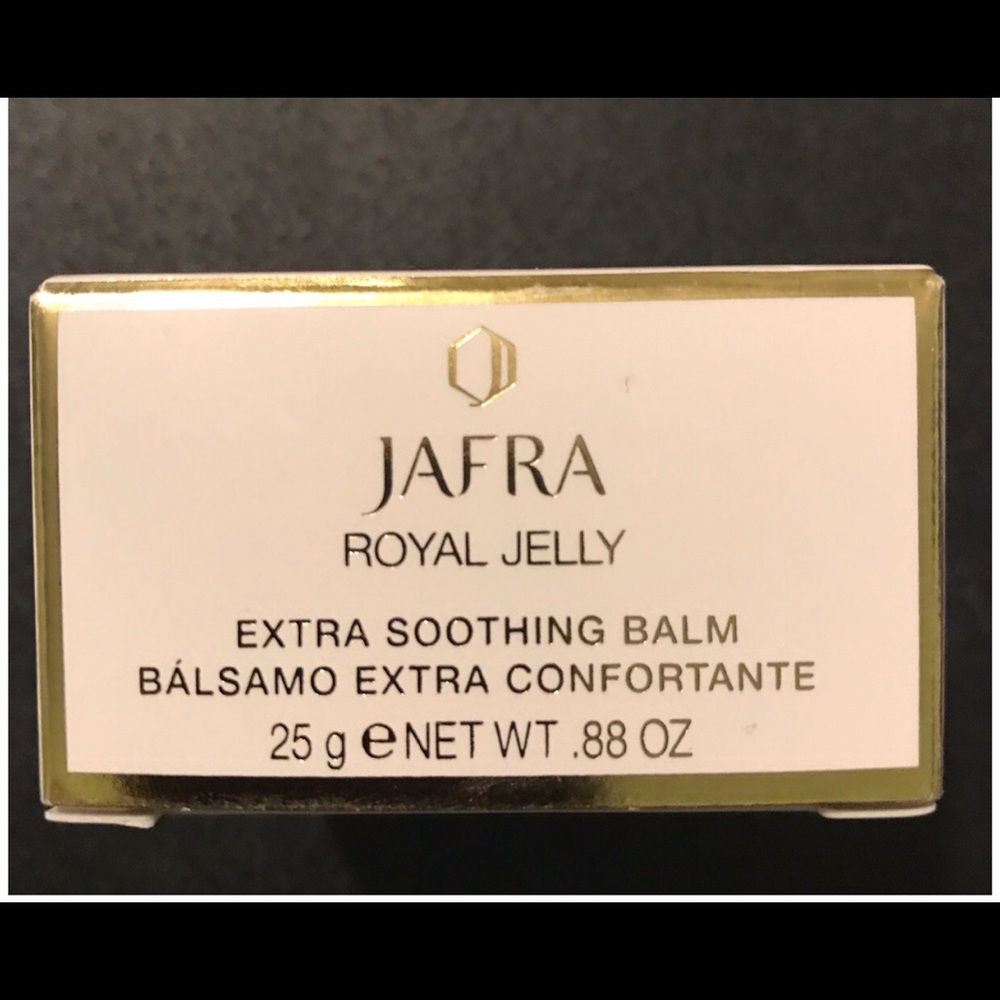 JAFRA
ROYAL JELLY
EXTRA SOOTHING BALM
BÁLSAMO EXTRA CONFORTANTE
25 g e NET WT .88 OZ